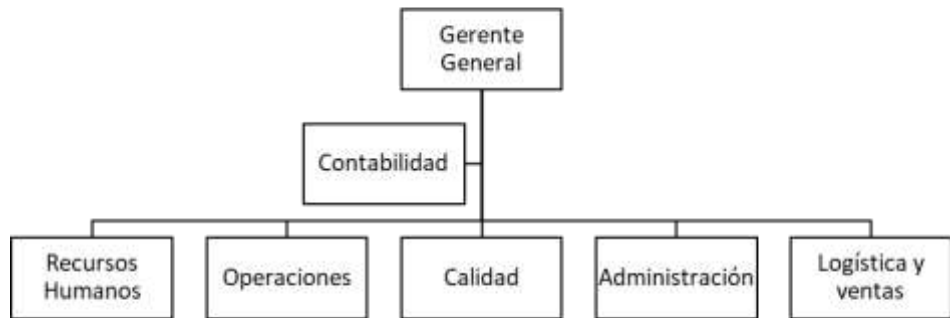 Gerente
General
Contabilidad
Recursos
Humanos
Operaciones
Calidad
Administración
Logística y
ventas